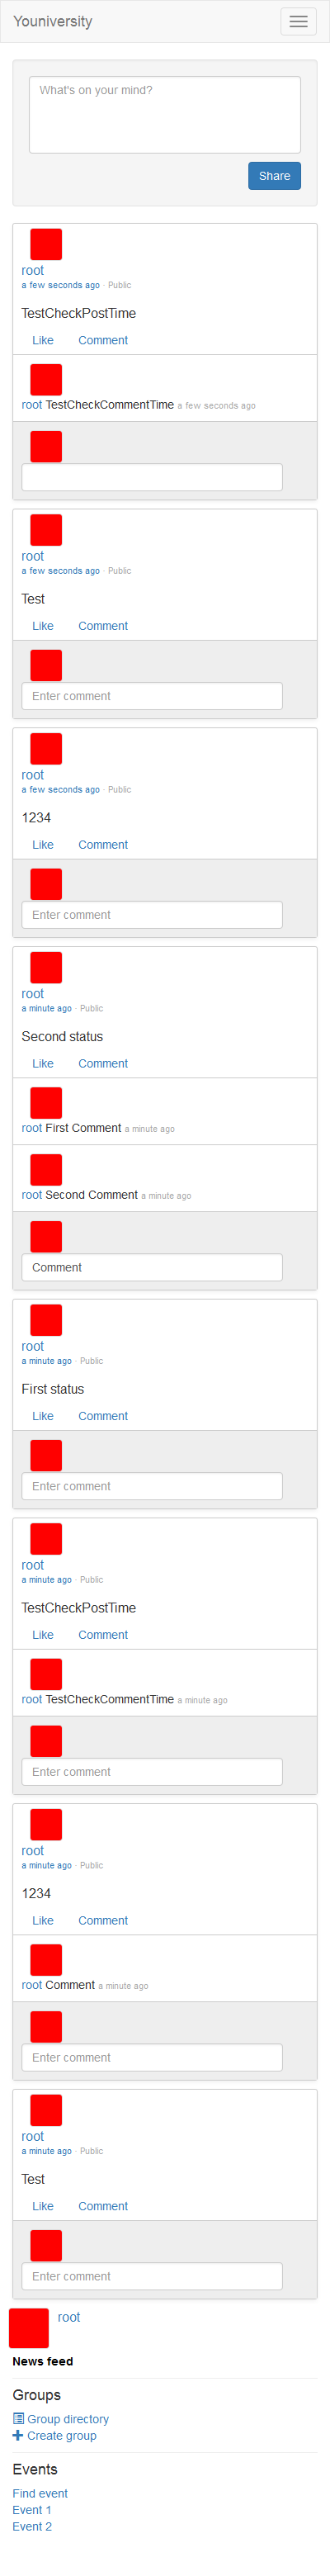 Youniversity
What's on your mind?
Share
root
a few seconds ago · Public
TestCheckPostTime
Like Comment
root TestCheckCommentTime a few seconds ago
root
a few seconds ago · Public
Test
Like Comment
Enter comment
root
a few seconds ago · Public
1234
Like Comment
Enter comment
root
a minute ago · Public
Second status
Like Comment
root First Comment a minute ago
root Second Comment a minute ago
Comment
root
a minute ago · Public
First status
Like Comment
Enter comment
root
a minute ago · Public
TestCheckPostTime
Like Comment
root TestCheckCommentTime a minute ago
Enter comment
root
a minute ago · Public
1234
Like Comment
root Comment a minute ago
Enter comment
root
a minute ago · Public
Test
Like Comment
Enter comment
root
News feed
Groups
Group directory
Create group
Events
Find event
Event 1
Event 2